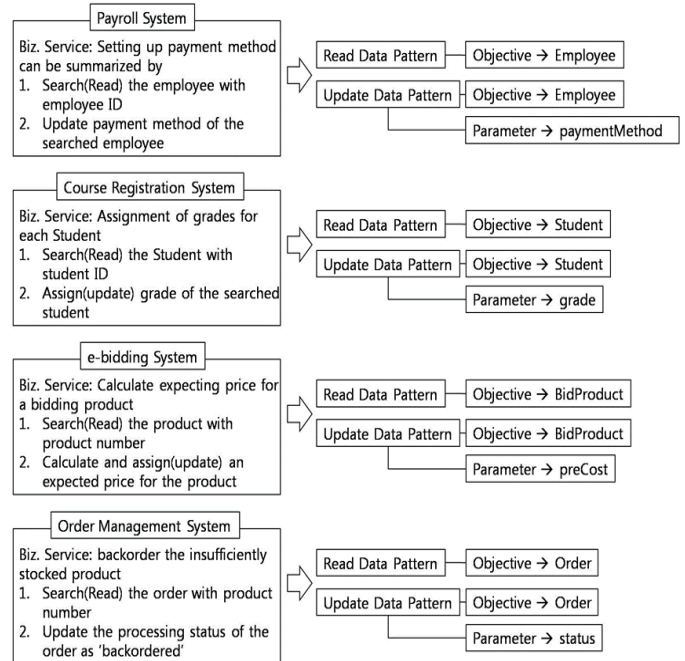 Payroll System
Biz. Service: Setting up payment method
can be summarized by
1. Search(Read) the employee with
employee ID
2. Update payment method of the
searched employee
Read Data Pattern
Objective → Employee
Update Data Pattern
Objective → Employee
Parameter → paymentMethod
Course Registration System
Biz. Service: Assignment of grades for
each Student
1. Search(Read) the Student with
student ID
2. Assign(update) grade of the searched
student
Read Data Pattern
Objective → Student
Update Data Pattern
Objective → Student
Parameter → grade
e-bidding System
Biz. Service: Calculate expecting price for
a bidding product
1. Search(Read) the product with
product number
2. Calculate and assign(update) an
expected price for the product
Read Data Pattern
Objective → BidProduct
Update Data Pattern
Objective → BidProduct
Parameter → preCost
Order Management System
Biz. Service: backorder the insufficiently
stocked product
1. Search(Read) the order with product
number
2. Update the processing status of the
order as 'backordered'
Read Data Pattern
Objective → Order
Update Data Pattern
Objective → Order
Parameter → status